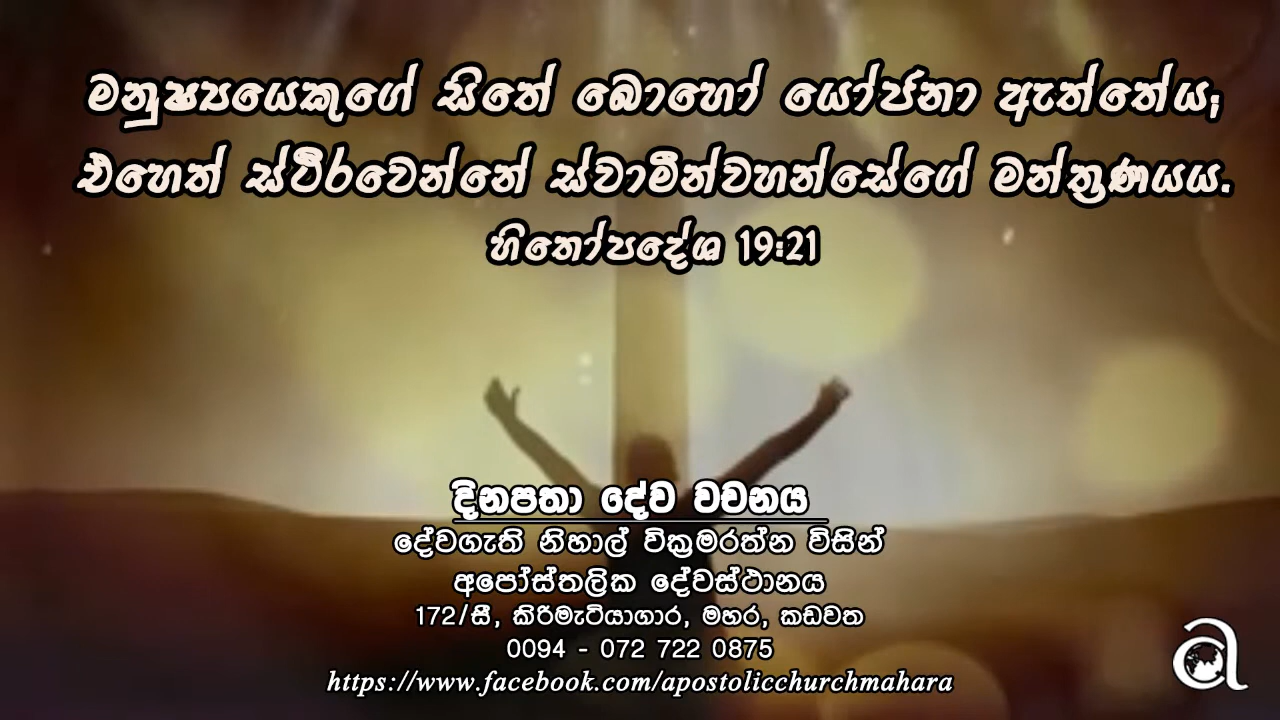 මනුෂ්‍යයෙකුගේ සිතේ බොහෝ යෝජනා ඇත්තේය;
එහෙත් ස්ථිරවෙන්නේ ස්වාමීන්වහන්සේගේ මන්ත්‍රණයය.
හිතෝපදේශ 19:21
දිනපතා දේව වචනය
දේවගැති නිහාල් වික්‍රමරත්න විසින්
අපෝස්තලික දේවස්ථානය
172/සී, කිරිමැටියාගාර, මහර, කඩවත
0094 - 072 722 0875
https://www.facebook.com/apostolicchurchmahara
a